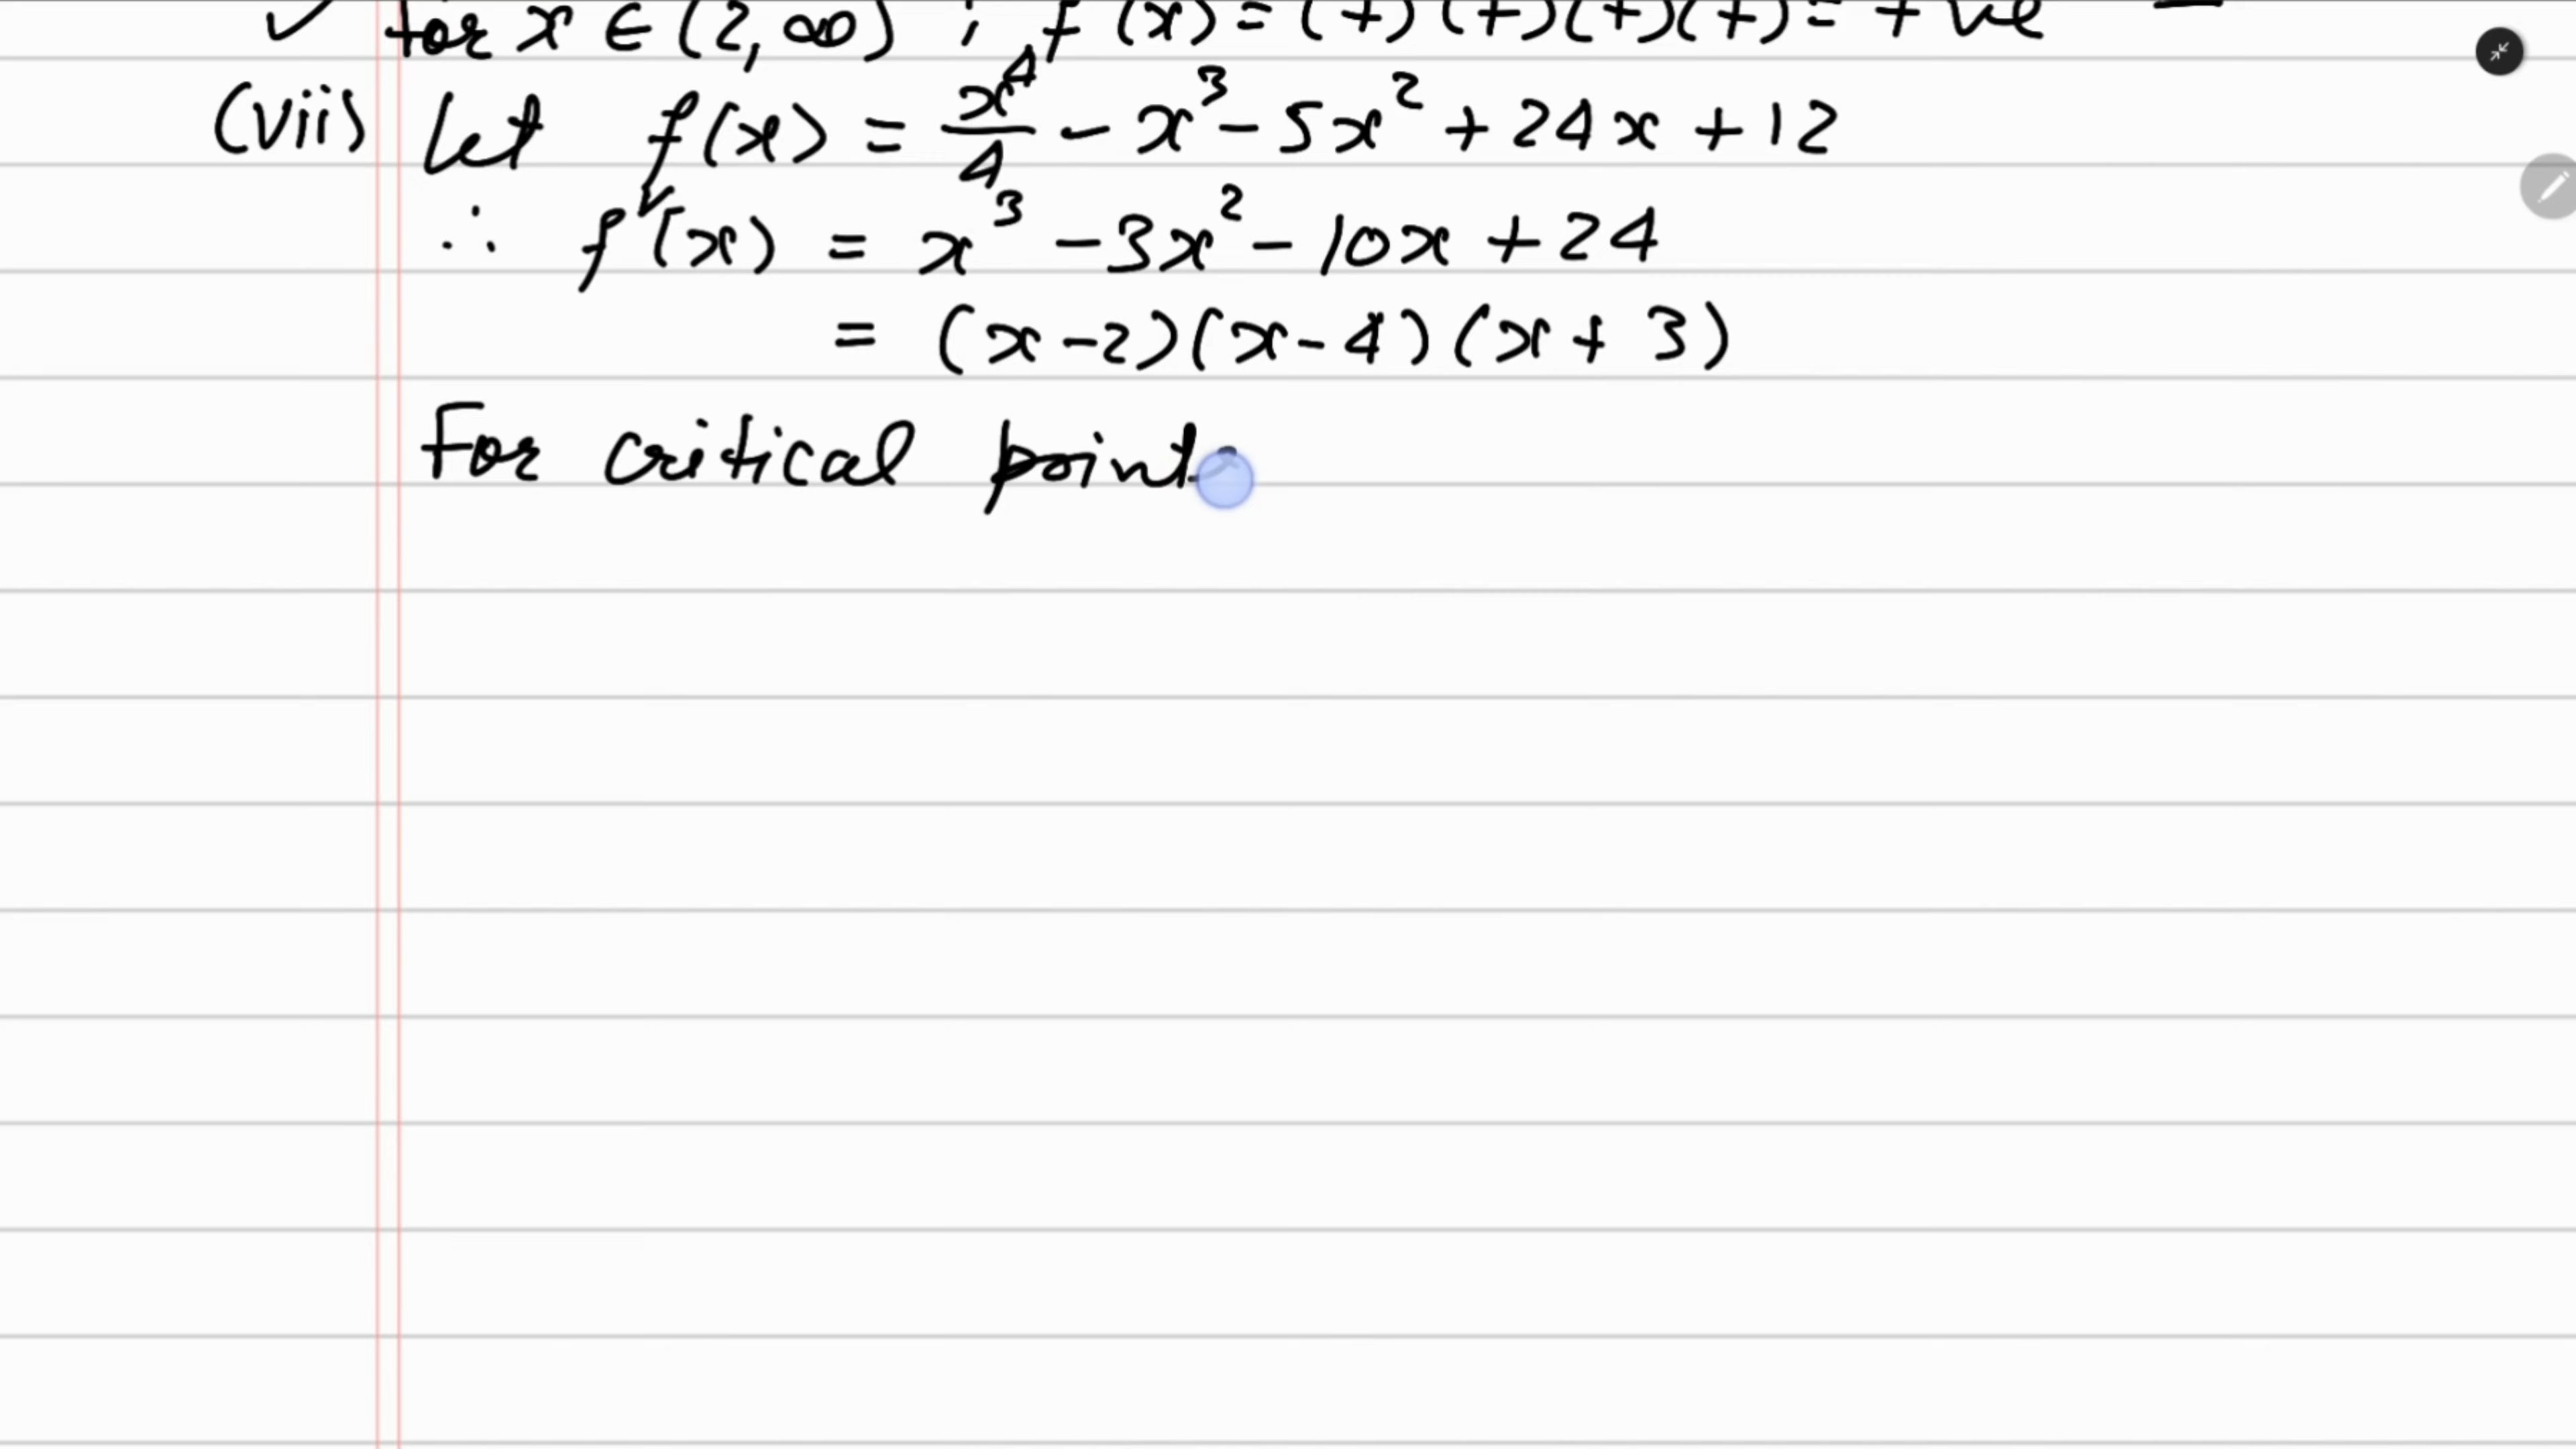 for x ∈ (2, ∞) ; f'(x) = (+)(+)(+)(+) = +ve
(vii) Let f(x) = x⁴/4 - x³ - 5x² + 24x + 12
∴ f'(x) = x³ - 3x² - 10x + 24
= (x-2)(x-4)(x+3)
For critical points